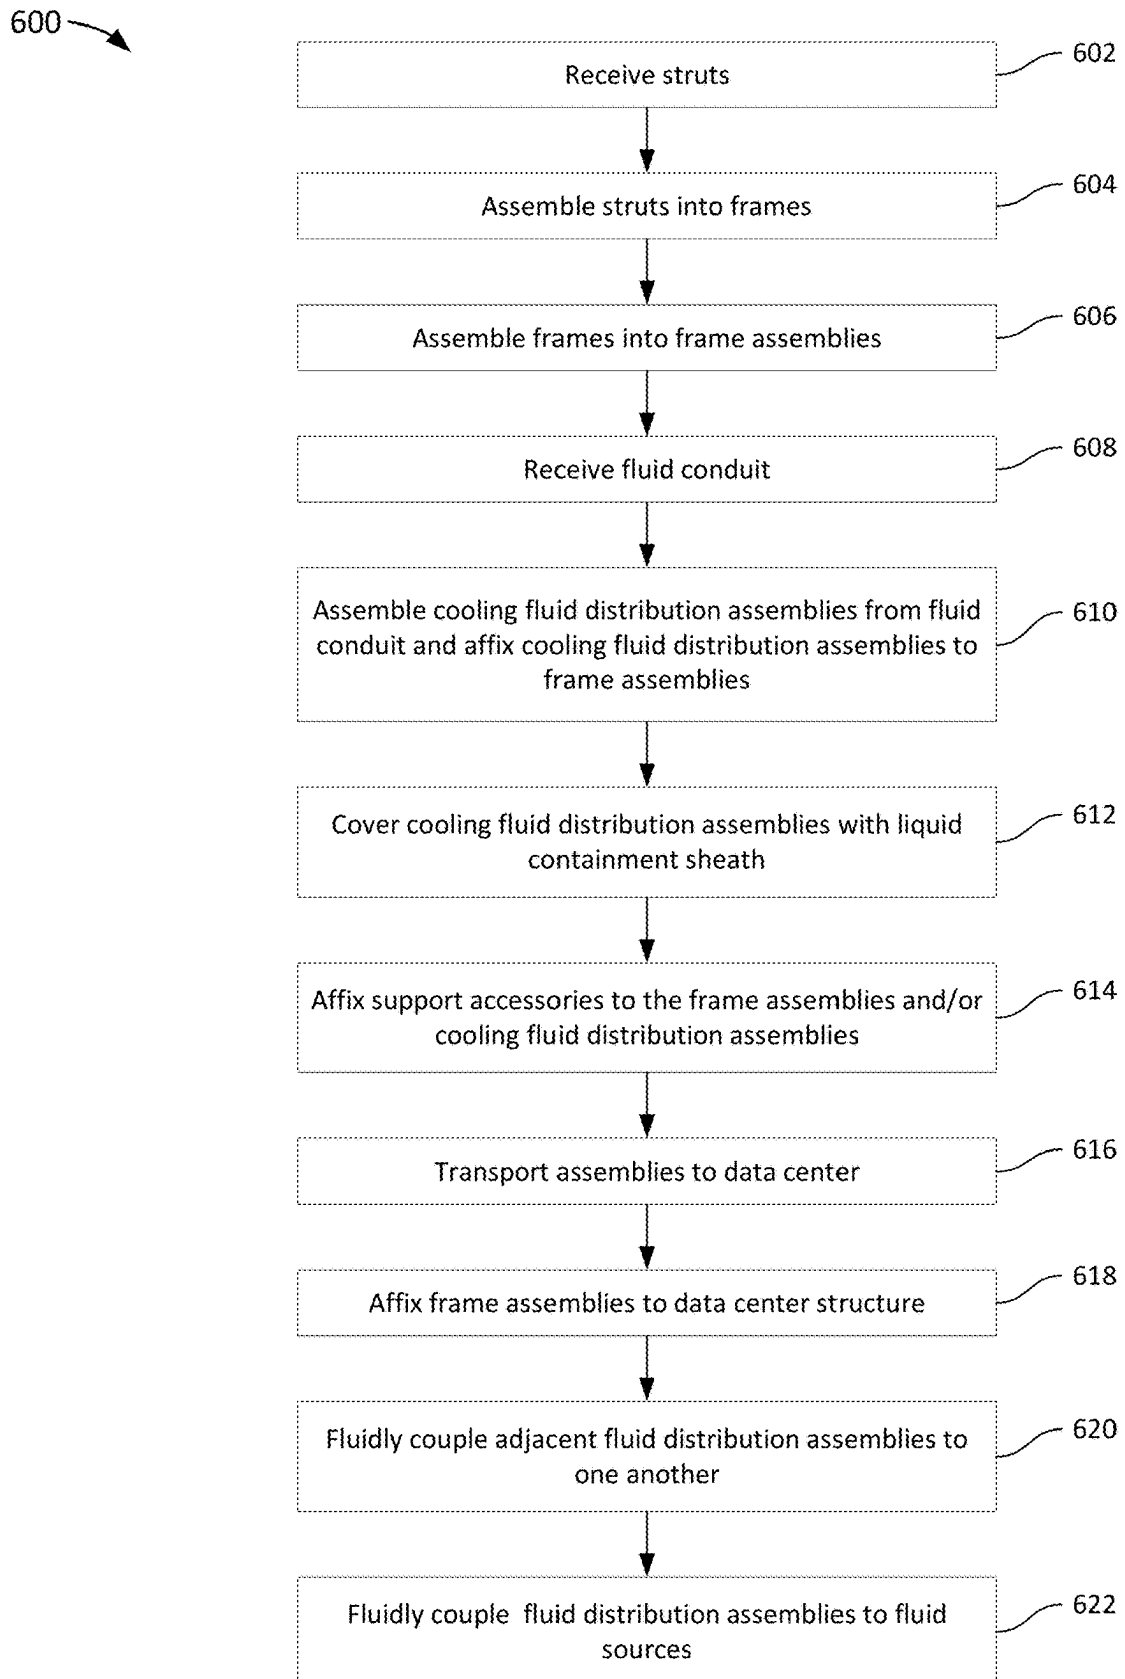 600
Receive struts
602
Assemble struts into frames
604
Assemble frames into frame assemblies
606
Receive fluid conduit
608
Assemble cooling fluid distribution assemblies from fluid
conduit and affix cooling fluid distribution assemblies to
frame assemblies
610
Cover cooling fluid distribution assemblies with liquid
containment sheath
612
Affix support accessories to the frame assemblies and/or
cooling fluid distribution assemblies
614
Transport assemblies to data center
616
Affix frame assemblies to data center structure
618
Fluidly couple adjacent fluid distribution assemblies to
one another
620
Fluidly couple fluid distribution assemblies to fluid
sources
622